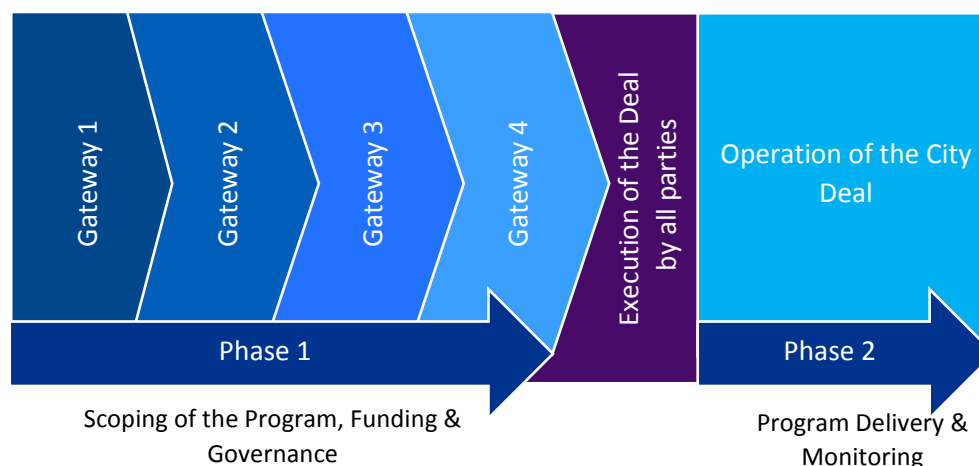 Gateway 1
Gateway 2
Gateway 3
Gateway 4
Execution of the Deal
by all parties
Operation of the City
Deal
Phase 1
Phase 2
Scoping of the Program, Funding &
Governance
Program Delivery &
Monitoring